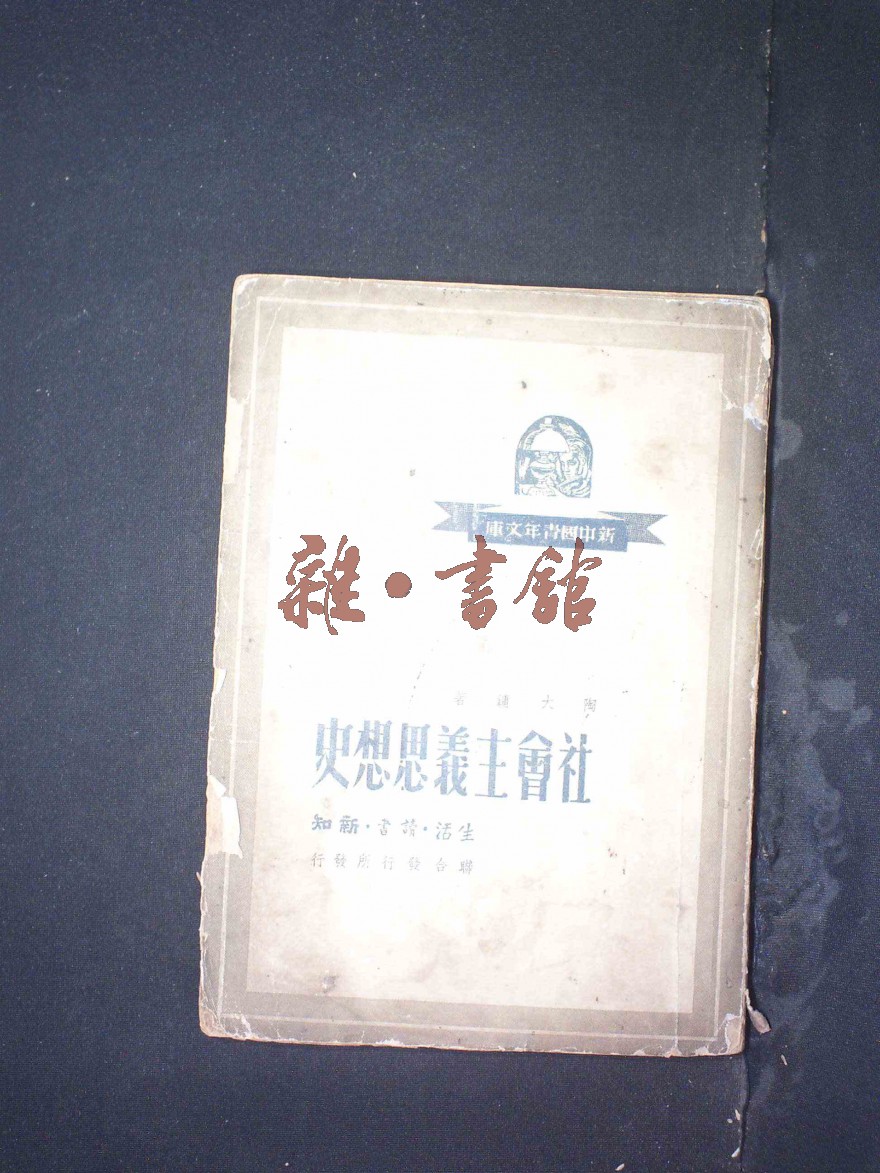 新中國青年文庫
雜·書館
陶大鏞著
社會主義思想史
生活·讀書·新知
聯合發行所發行